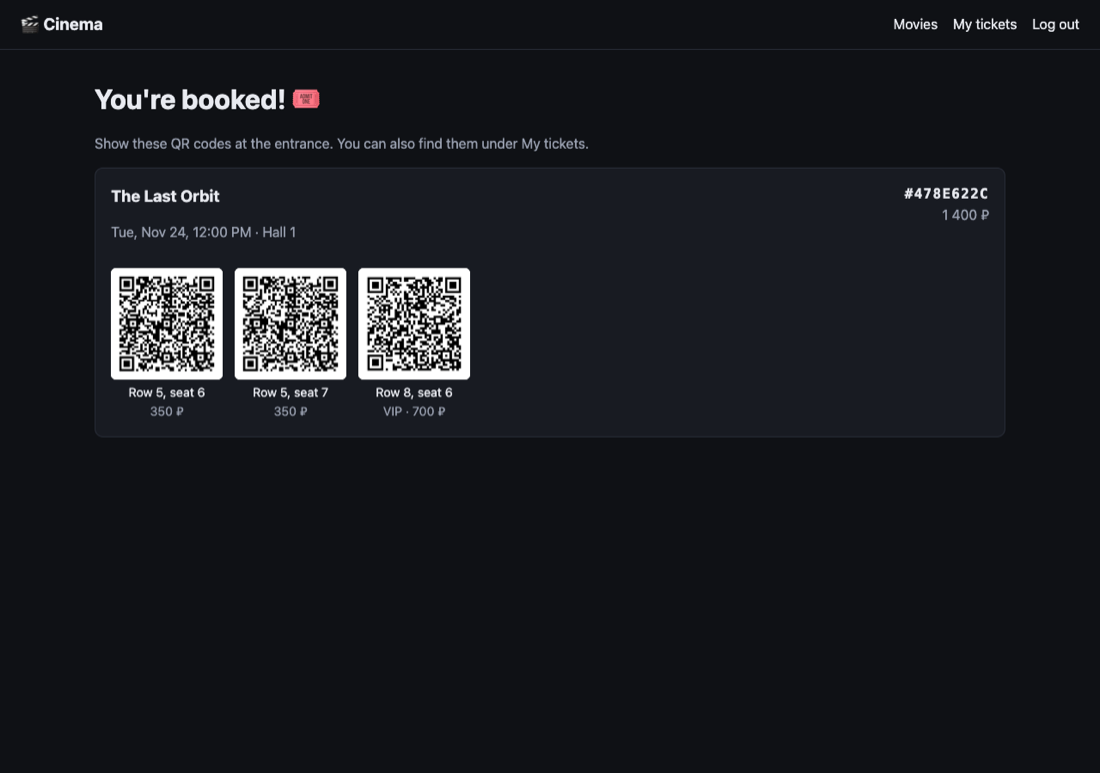 Cinema
Movies
My tickets
Log out
You're booked!
Show these QR codes at the entrance. You can also find them under My tickets.
The Last Orbit
#478E622C
1 400 ₽
Tue, Nov 24, 12:00 PM · Hall 1
Row 5, seat 6
350 ₽
Row 5, seat 7
350 ₽
Row 8, seat 6
VIP · 700 ₽